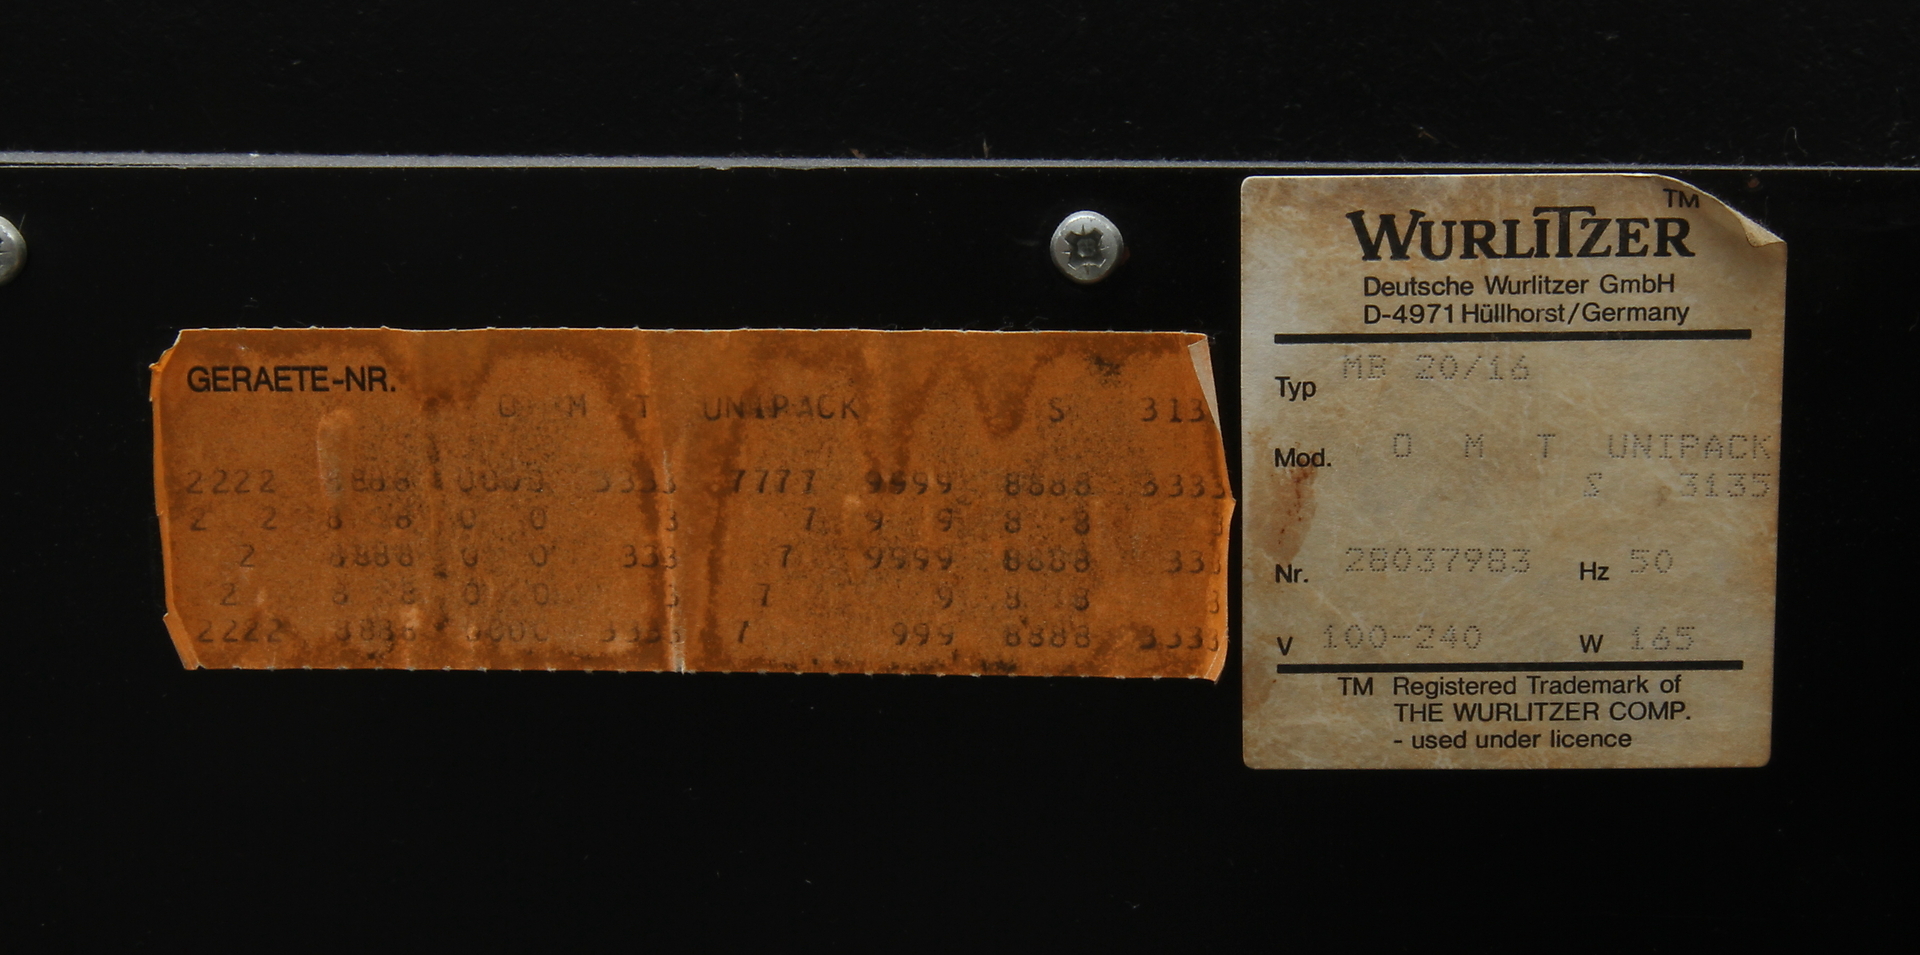 GERAETE-NR.
O M T UNIPACK S 313
2222 8888 0000 3333 7777 9999 8888 3333
2 2 8 8 0 0 3 7 9 9 8 8 3
2 8888 0 0 333 7 9999 8888 333
2 8 8 0 0 3 7 9 8 8 3
2222 8888 0000 3333 7 999 8888 3333
WURLITZER TM
Deutsche Wurlitzer GmbH
D-4971 Hüllhorst/Germany
Typ MB 20/16
Mod. O M T UNIPACK
S 3135
Nr. 28037983 Hz 50
V 100-240 W 165
TM Registered Trademark of
THE WURLITZER COMP.
- used under licence